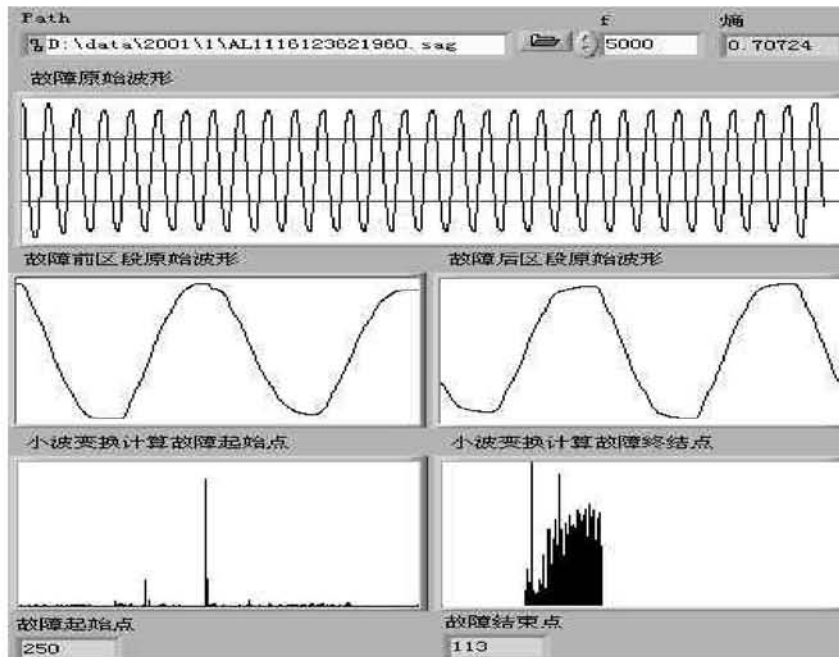 Path
f
熵
D:\data\2001\1\AL1116123621960.sag
5000
0.70724
故障原始波形
故障前区段原始波形
故障后区段原始波形
小波变换计算故障起始点
小波变换计算故障终结点
故障起始点
故障结束点
250
113